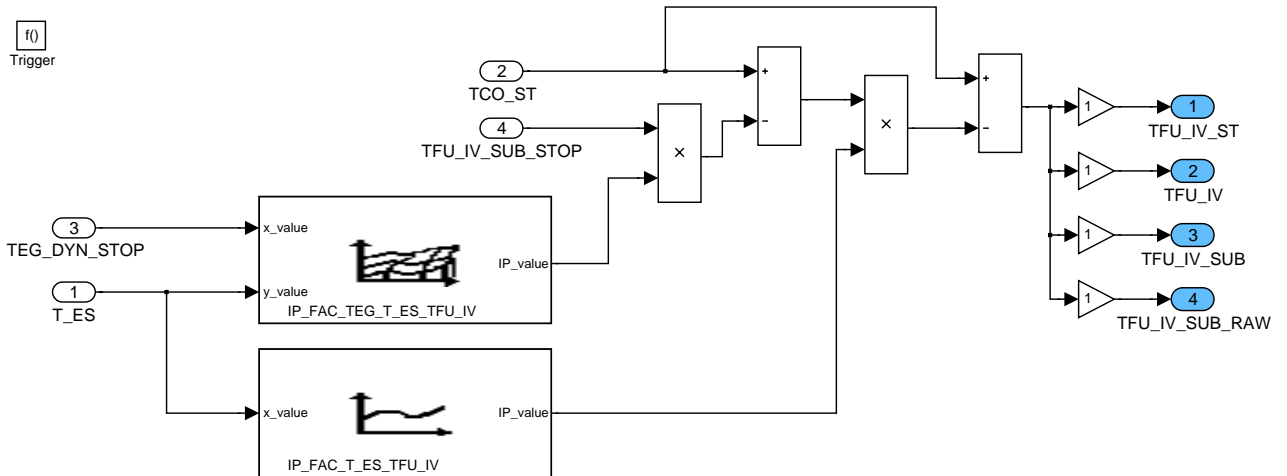 f()
Trigger
2
TCO_ST
+
−
×
+
−
4
TFU_IV_SUB_STOP
×
1
1
TFU_IV_ST
1
2
TFU_IV
3
TEG_DYN_STOP
x_value
IP_value
y_value
IP_FAC_TEG_T_ES_TFU_IV
1
3
TFU_IV_SUB
1
T_ES
1
4
TFU_IV_SUB_RAW
x_value
IP_value
IP_FAC_T_ES_TFU_IV